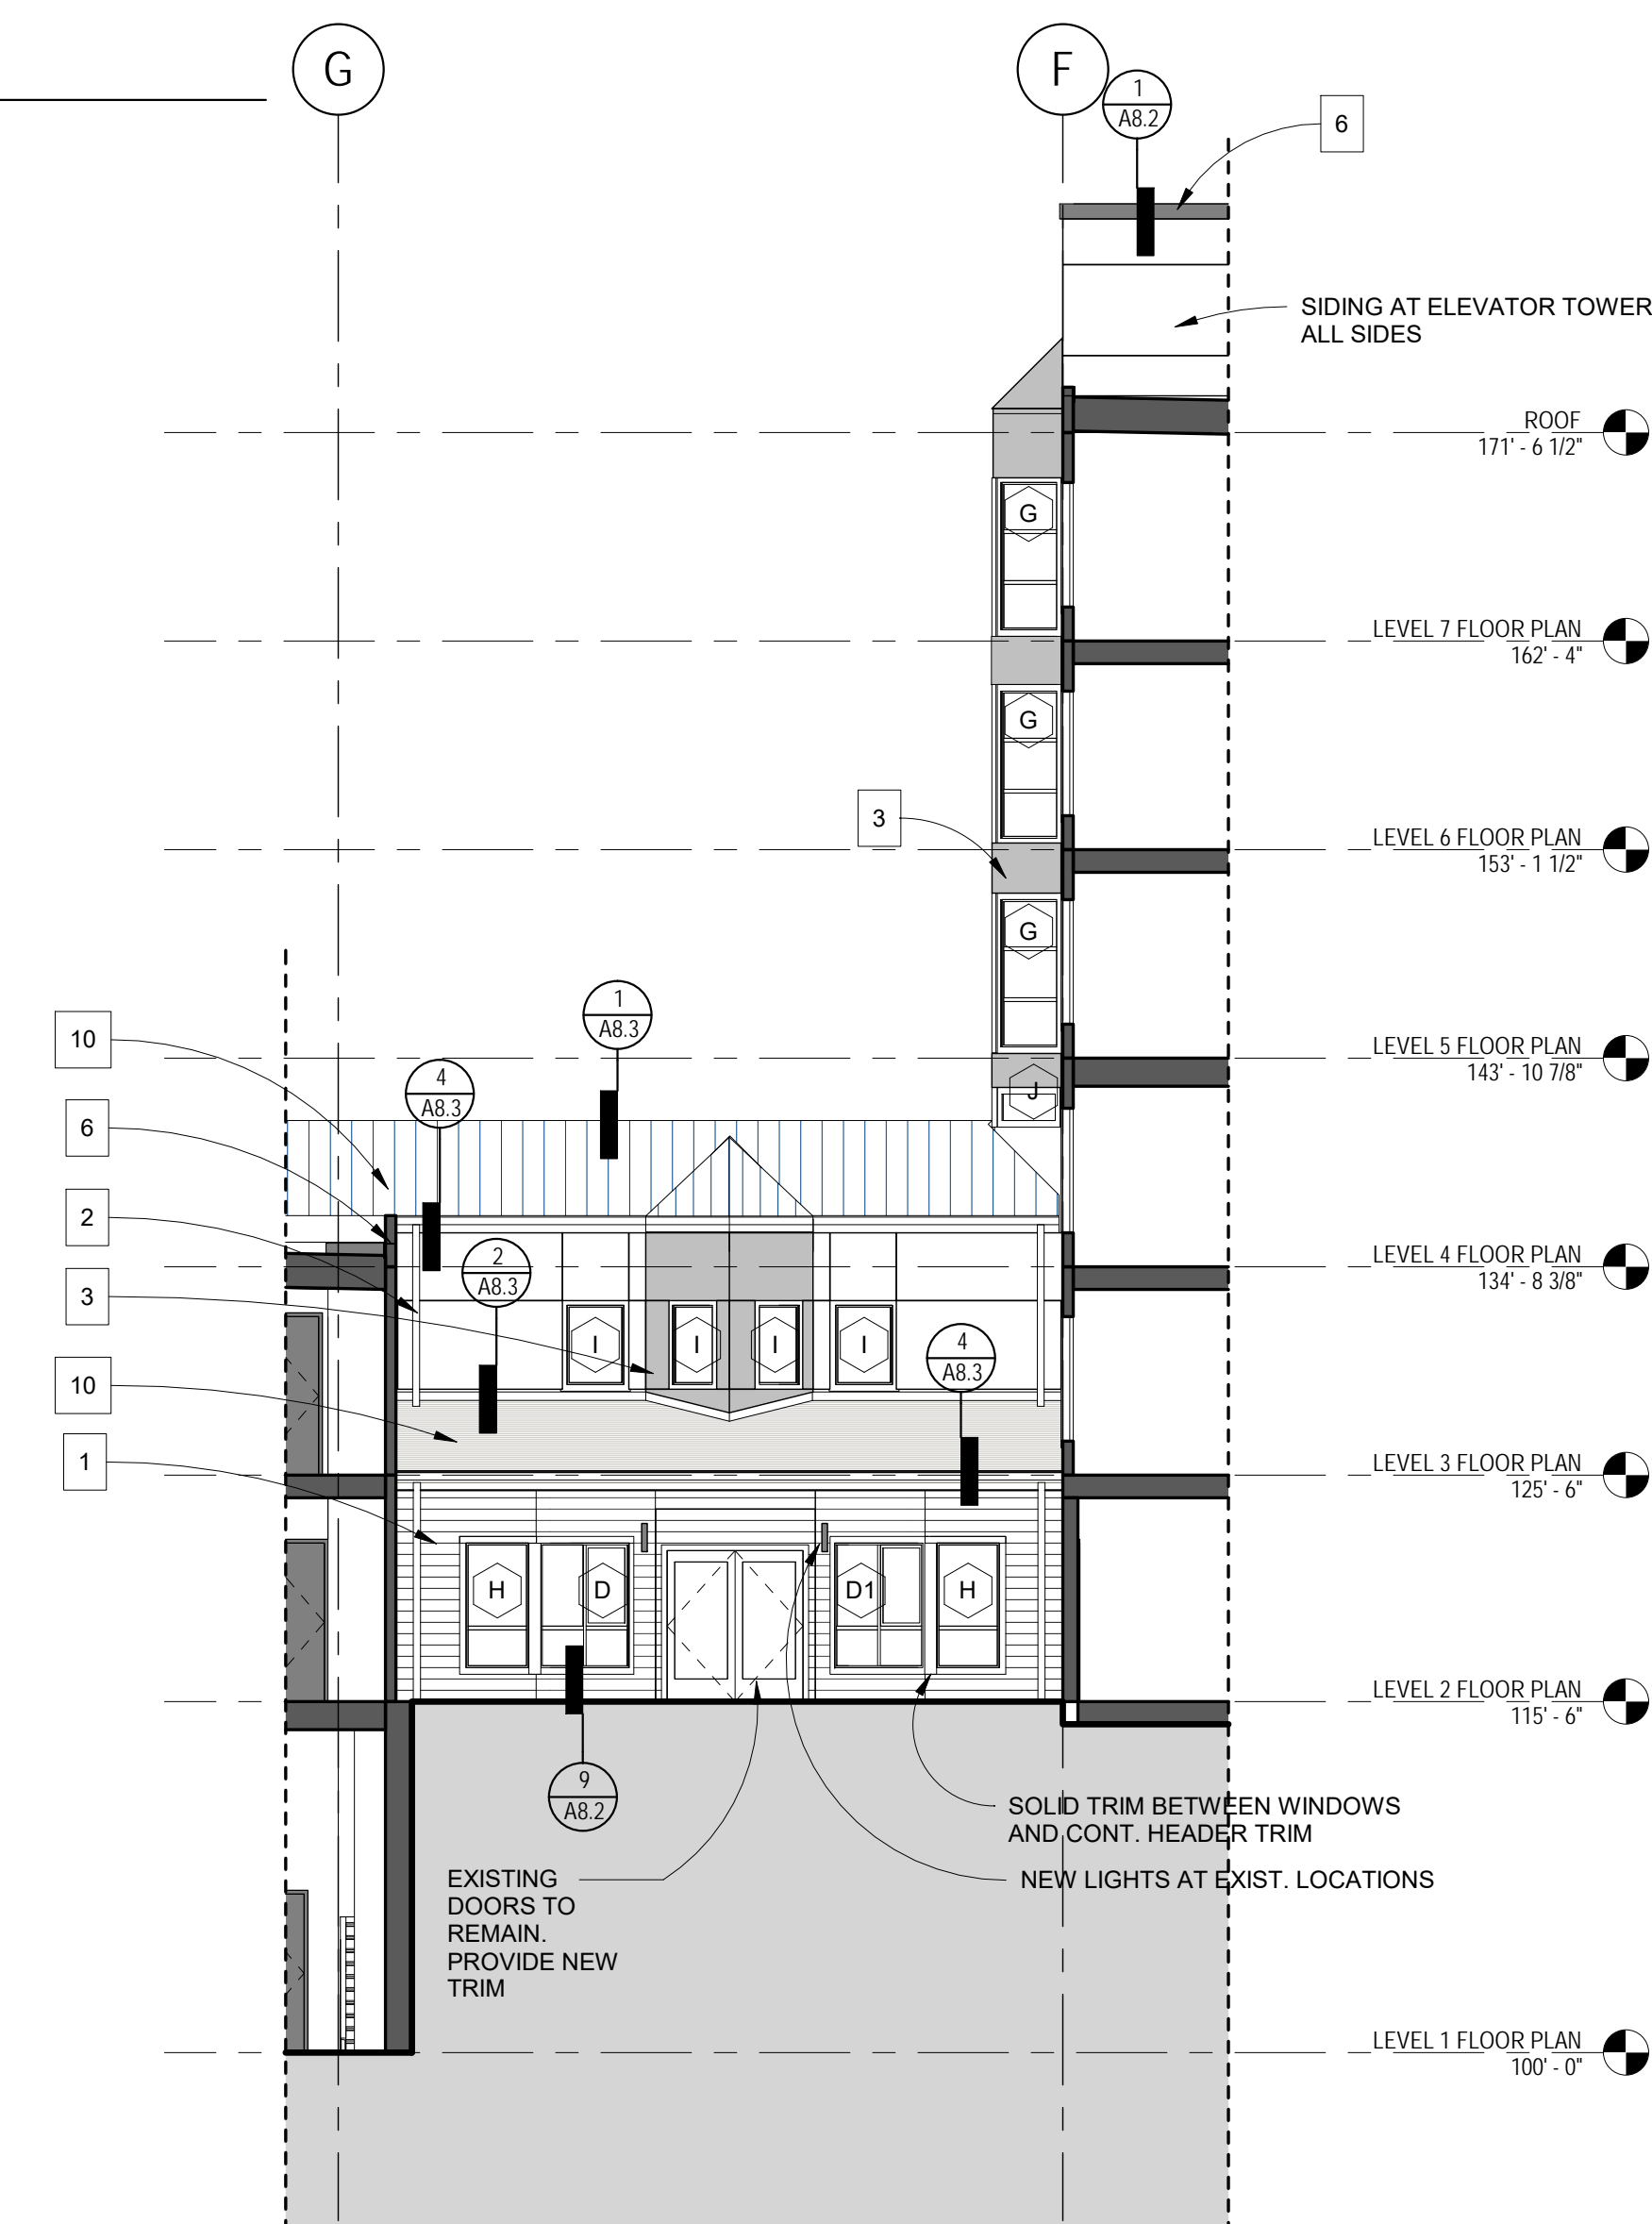 G
F
1
A8.2
6
SIDING AT ELEVATOR TOWER
ALL SIDES
ROOF
171' - 6 1/2"
G
LEVEL 7 FLOOR PLAN
162' - 4"
G
3
LEVEL 6 FLOOR PLAN
153' - 1 1/2"
G
1
A8.3
10
LEVEL 5 FLOOR PLAN
143' - 10 7/8"
4
A8.3
J
6
2
LEVEL 4 FLOOR PLAN
134' - 8 3/8"
2
A8.3
3
I
I
I
I
4
A8.3
10
1
LEVEL 3 FLOOR PLAN
125' - 6"
H
D
D1
H
LEVEL 2 FLOOR PLAN
115' - 6"
9
A8.2
SOLID TRIM BETWEEN WINDOWS
AND CONT. HEADER TRIM
NEW LIGHTS AT EXIST. LOCATIONS
EXISTING
DOORS TO
REMAIN.
PROVIDE NEW
TRIM
LEVEL 1 FLOOR PLAN
100' - 0"